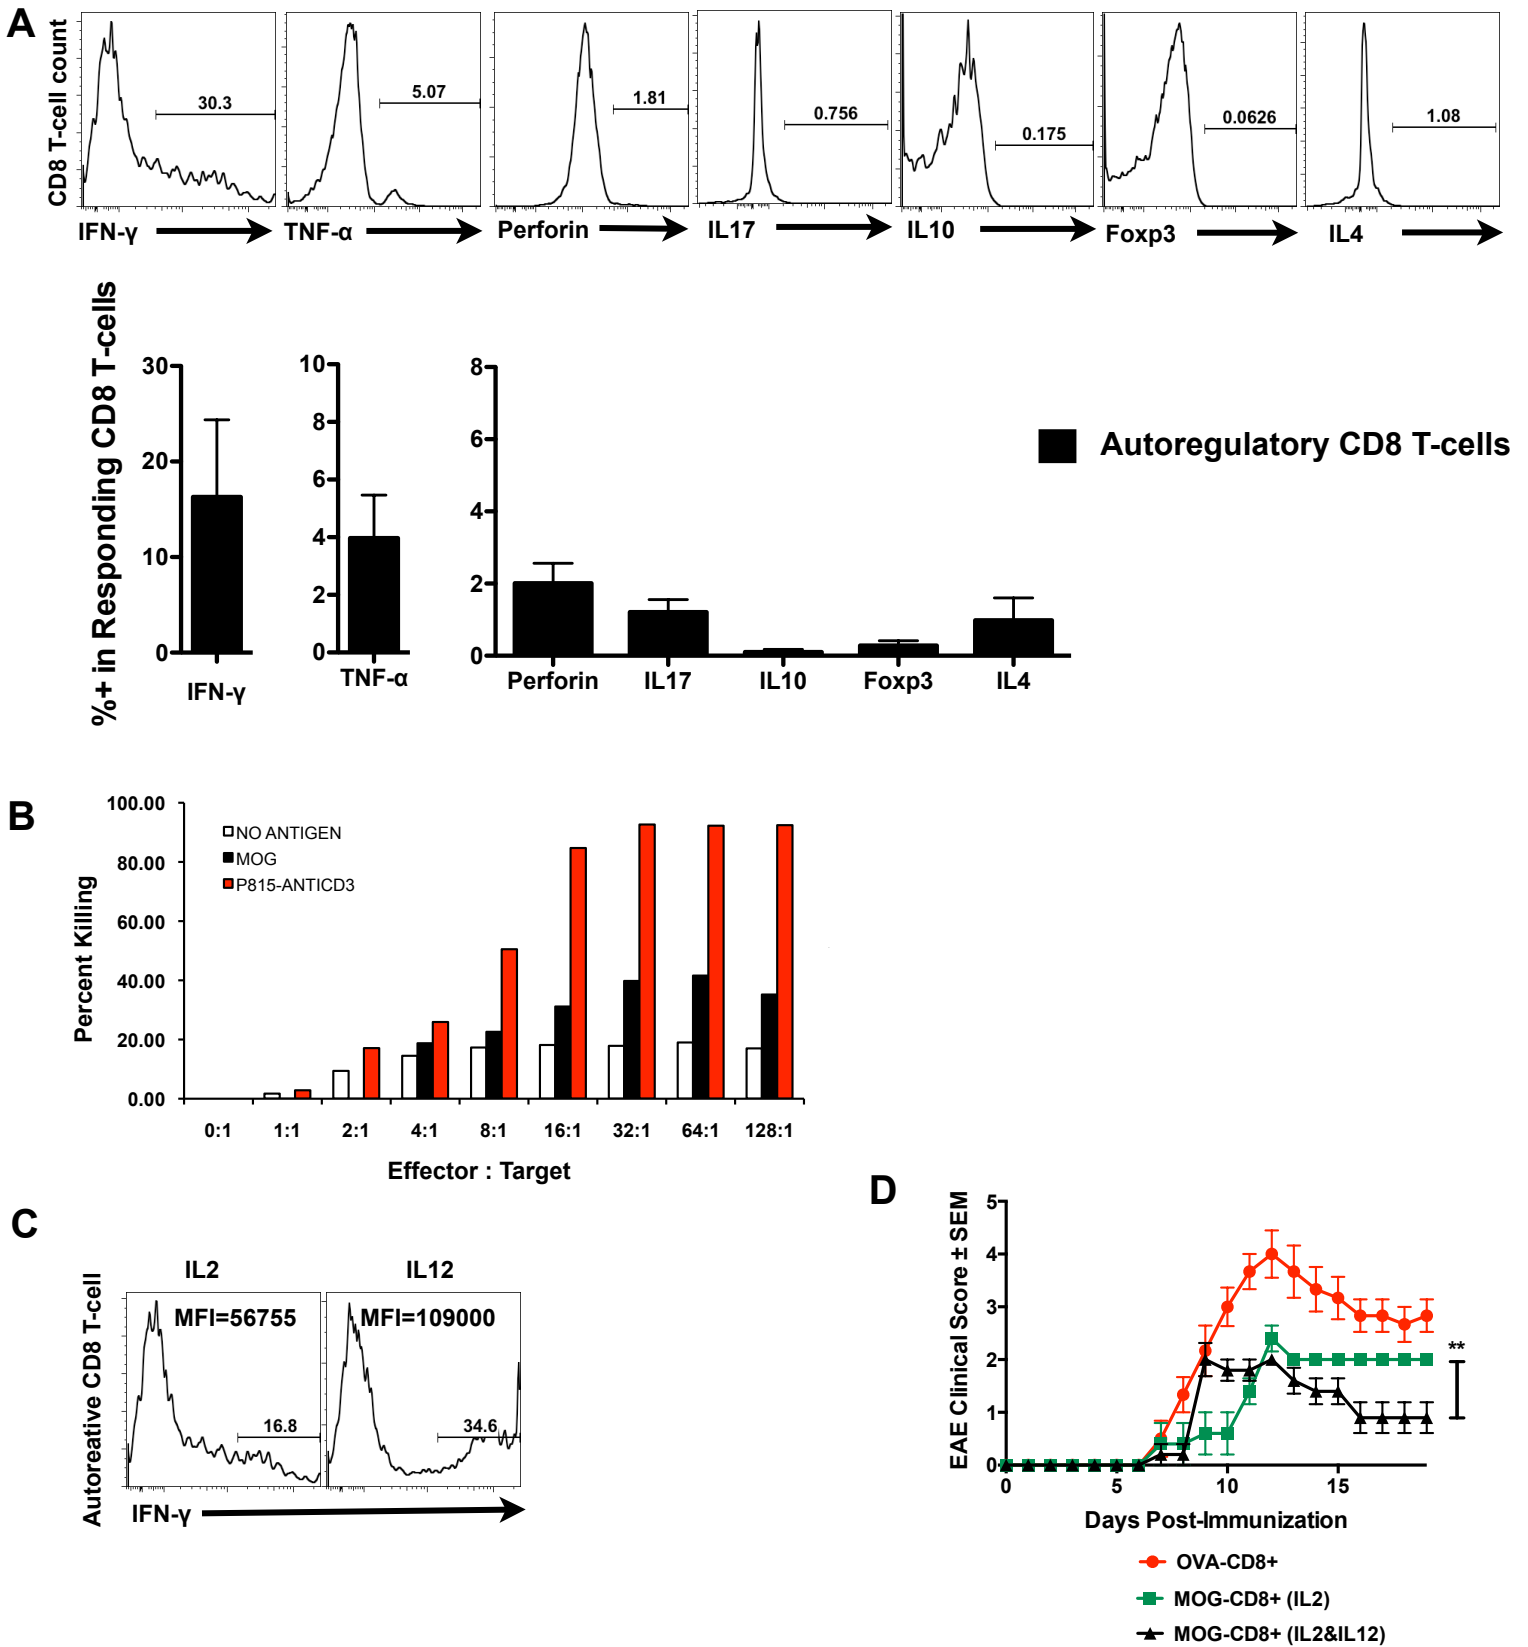 A
CD8 T-cell count
30.3
5.07
1.81
0.756
0.175
0.0626
1.08
IFN-γ
TNF-α
Perforin
IL17
IL10
Foxp3
IL4
%+ in Responding CD8 T-cells
30
20
10
0
IFN-γ
10
8
6
4
2
0
TNF-α
8
6
4
2
0
Perforin
IL17
IL10
Foxp3
IL4
Autoregulatory CD8 T-cells
B
Percent Killing
100.00
80.00
60.00
40.00
20.00
0.00
NO ANTIGEN
MOG
P815-ANTICD3
0:1
1:1
2:1
4:1
8:1
16:1
32:1
64:1
128:1
Effector : Target
C
Autoreative CD8 T-cell
IL2
IL12
MFI=56755
MFI=109000
16.8
34.6
IFN-γ
D
EAE Clinical Score ± SEM
5
4
3
2
1
0
**
0
5
10
15
Days Post-Immunization
OVA-CD8+
MOG-CD8+ (IL2)
MOG-CD8+ (IL2&IL12)